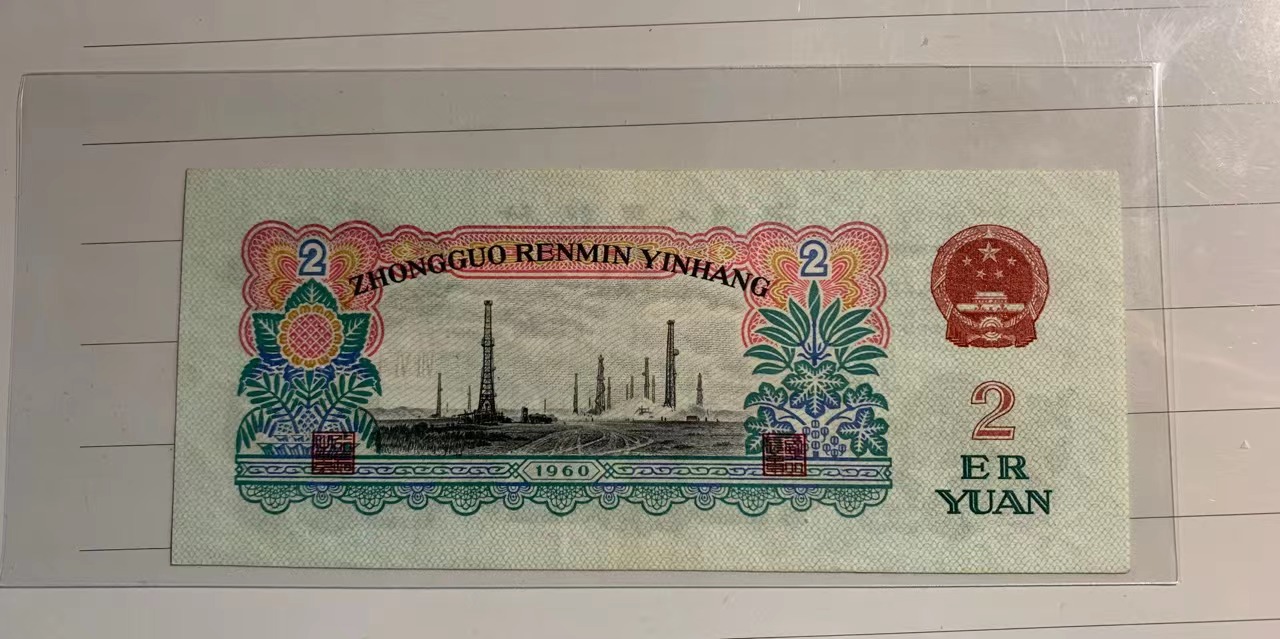 ZHONGGUO RENMIN YINHANG
2
2
1960
2
ER
YUAN